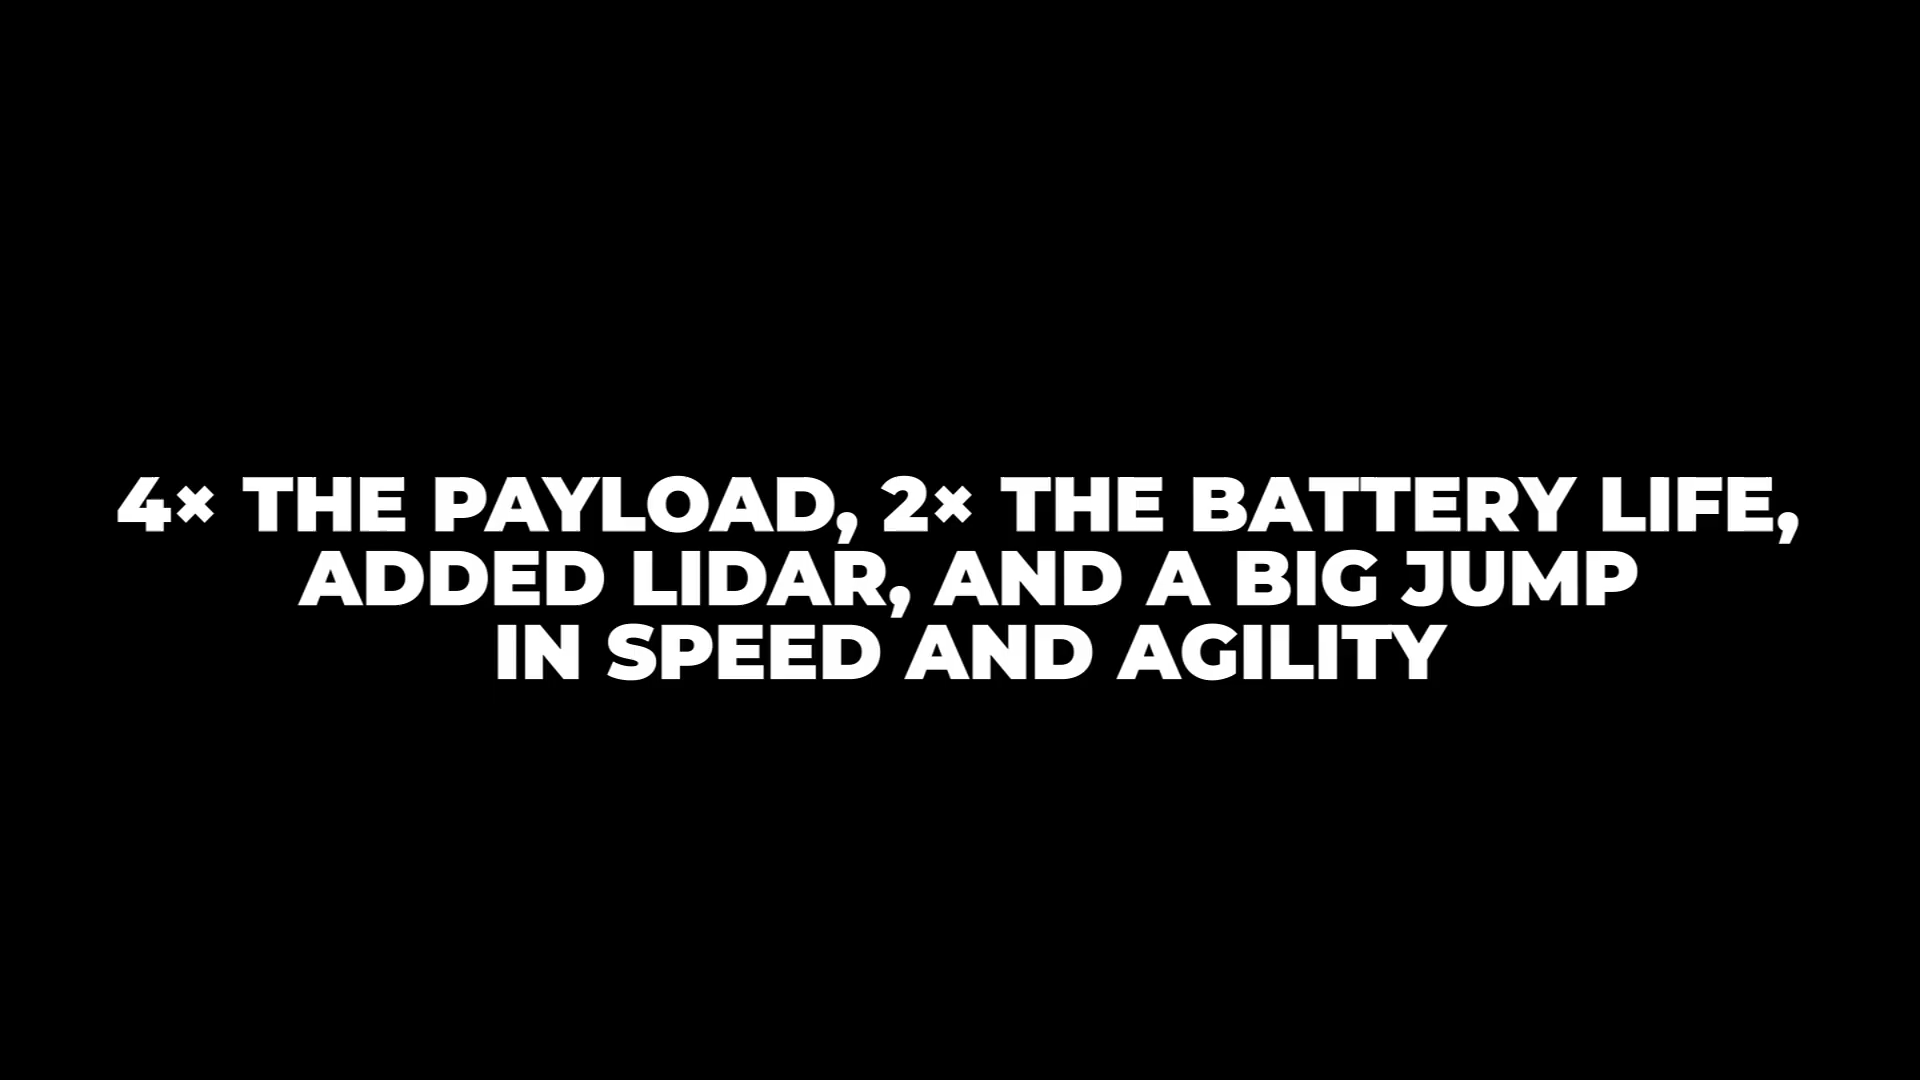 4× THE PAYLOAD, 2× THE BATTERY LIFE,
ADDED LIDAR, AND A BIG JUMP
IN SPEED AND AGILITY